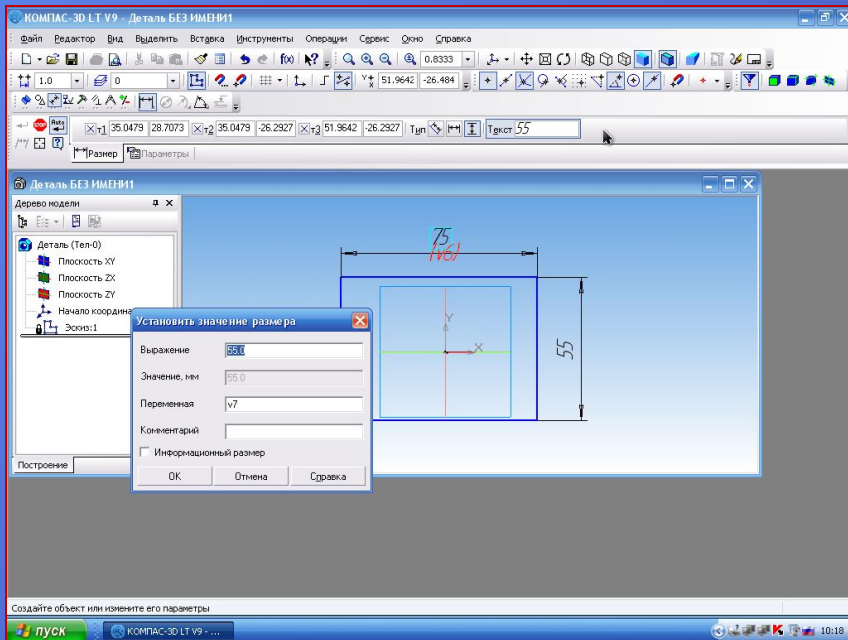 КОМПАС-3D LT V9 - Деталь БЕЗ ИМЕНИ1
Файл Редактор Вид Выделить Вставка Инструменты Операции Сервис Окно Справка
f(x) 0.8333
1.0 0 51.9642 -26.484
Auto т1 35.0479 28.7073 т2 35.0479 -26.2927 т3 51.9642 -26.2927 Тип Текст 55
Размер Параметры
Деталь БЕЗ ИМЕНИ1
Дерево модели
Деталь (Тел-0)
Плоскость XY
Плоскость ZX
Плоскость ZY
Начало координа
Эскиз:1
Построение
75
(v6)
Y
X
55
Установить значение размера
Выражение 55.0
Значение, мм 55.0
Переменная v7
Комментарий
Информационный размер
ОК Отмена Справка
Создайте объект или измените его параметры
пуск КОМПАС-3D LT V9 - ... 10:18